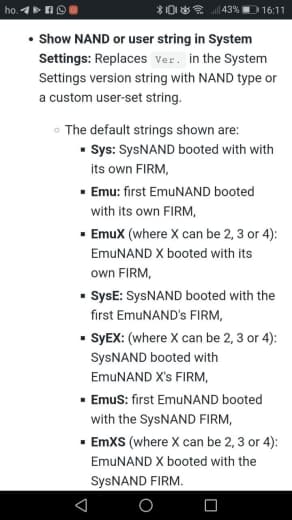 ho. 43% 16:11
• Show NAND or user string in System
Settings: Replaces Ver. in the System
Settings version string with NAND type or
a custom user-set string.
◦ The default strings shown are:
▪ Sys: SysNAND booted with with
its own FIRM,
▪ Emu: first EmuNAND booted
with its own FIRM,
▪ EmuX (where X can be 2, 3 or 4):
EmuNAND X booted with its
own FIRM,
▪ SysE: SysNAND booted with the
first EmuNAND's FIRM,
▪ SyEX: (where X can be 2, 3 or 4):
SysNAND booted with
EmuNAND X's FIRM,
▪ EmuS: first EmuNAND booted
with the SysNAND FIRM,
▪ EmXS (where X can be 2, 3 or 4):
EmuNAND X booted with the
SysNAND FIRM.